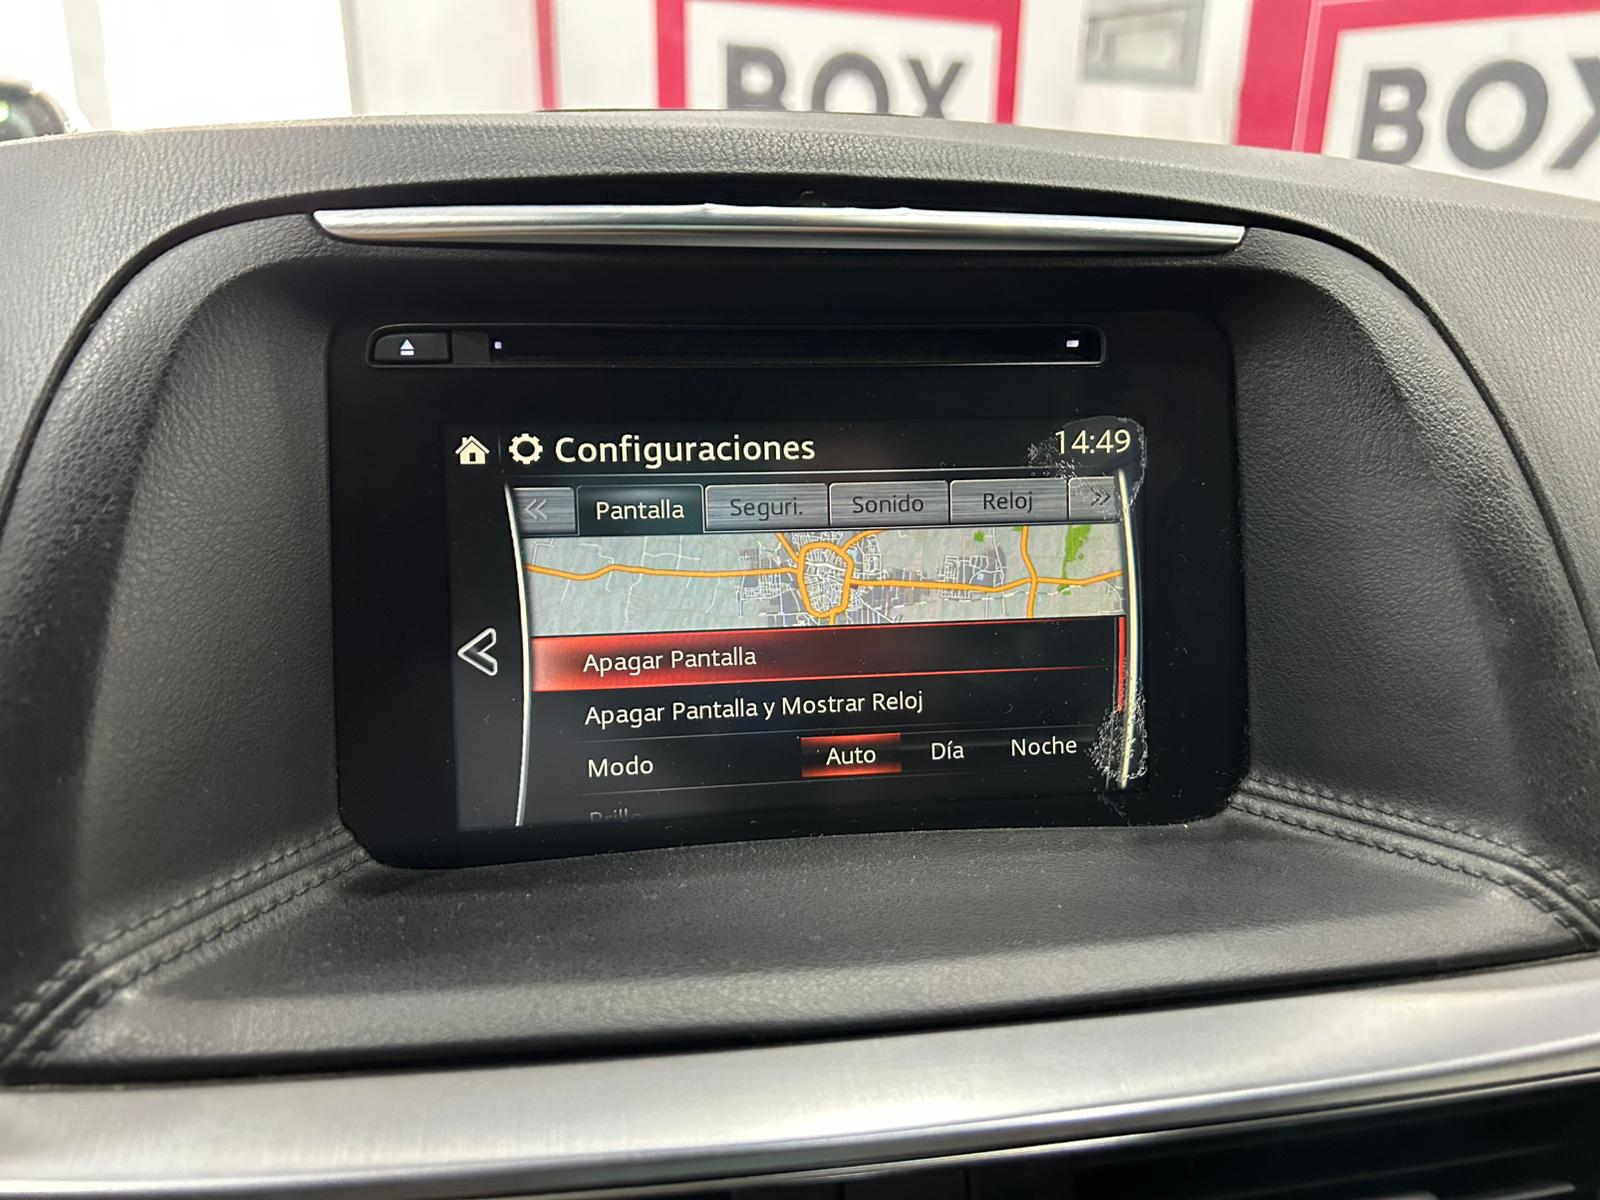 BOX
BOX
Configuraciones 14:49
Pantalla Seguri. Sonido Reloj
Apagar Pantalla
Apagar Pantalla y Mostrar Reloj
Modo Auto Día Noche
Brillo